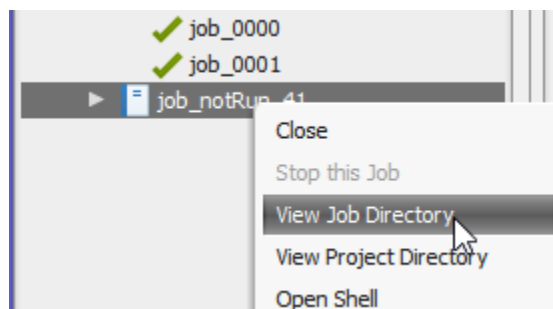 job_0000
job_0001
job_notRun_41
Close
Stop this Job
View Job Directory
View Project Directory
Open Shell